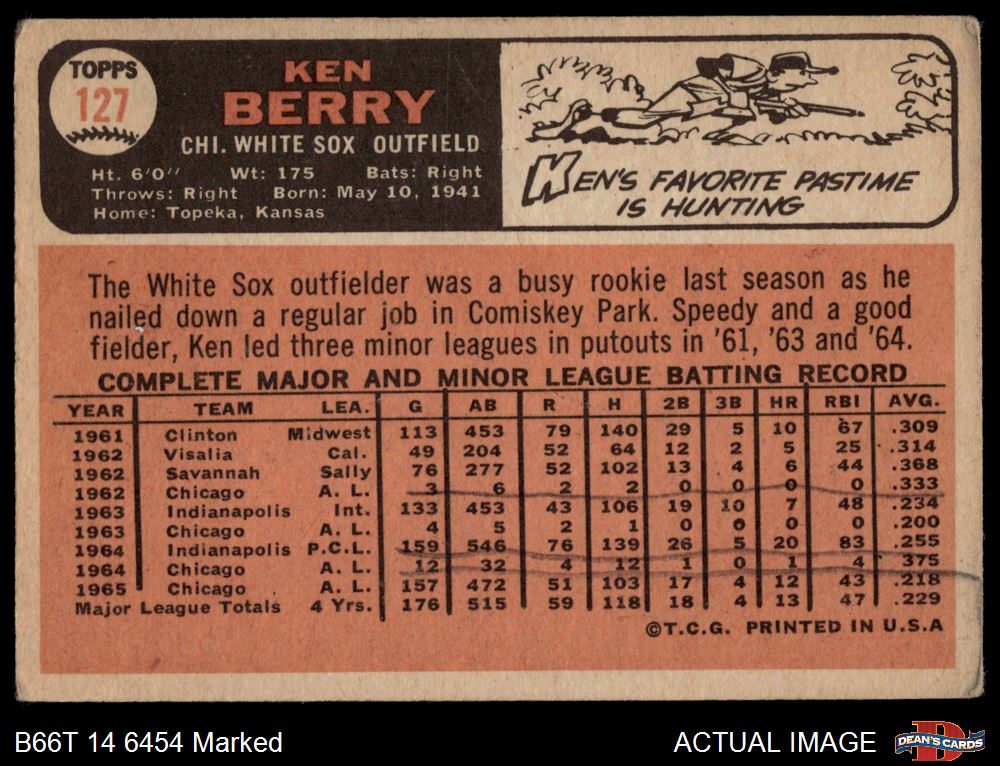 TOPPS
127
KEN
BERRY
CHI. WHITE SOX OUTFIELD
Ht. 6'0" Wt: 175 Bats: Right
Throws: Right Born: May 10, 1941
Home: Topeka, Kansas
KEN'S FAVORITE PASTIME
IS HUNTING
The White Sox outfielder was a busy rookie last season as he
nailed down a regular job in Comiskey Park. Speedy and a good
fielder, Ken led three minor leagues in putouts in '61, '63 and '64.
COMPLETE MAJOR AND MINOR LEAGUE BATTING RECORD
YEAR TEAM LEA. G AB R H 2B 3B HR RBI AVG.
1961 Clinton Midwest 113 453 79 140 29 5 10 67 .309
1962 Visalia Cal. 49 204 52 64 12 2 5 25 .314
1962 Savannah Sally 76 277 52 102 13 4 6 44 .368
1962 Chicago A. L. 3 6 2 2 0 0 0 0 .333
1963 Indianapolis Int. 133 453 43 106 19 10 7 48 .234
1963 Chicago A. L. 4 5 2 1 0 0 0 0 .200
1964 Indianapolis P.C.L. 159 546 76 139 26 5 20 83 .255
1964 Chicago A. L. 12 32 4 12 1 0 1 4 .375
1965 Chicago A. L. 157 472 51 103 17 4 12 43 .218
Major League Totals 4 Yrs. 176 515 59 118 18 4 13 47 .229
©T.C.G. PRINTED IN U.S.A
B66T 14 6454 Marked
ACTUAL IMAGE
DEAN'S CARDS